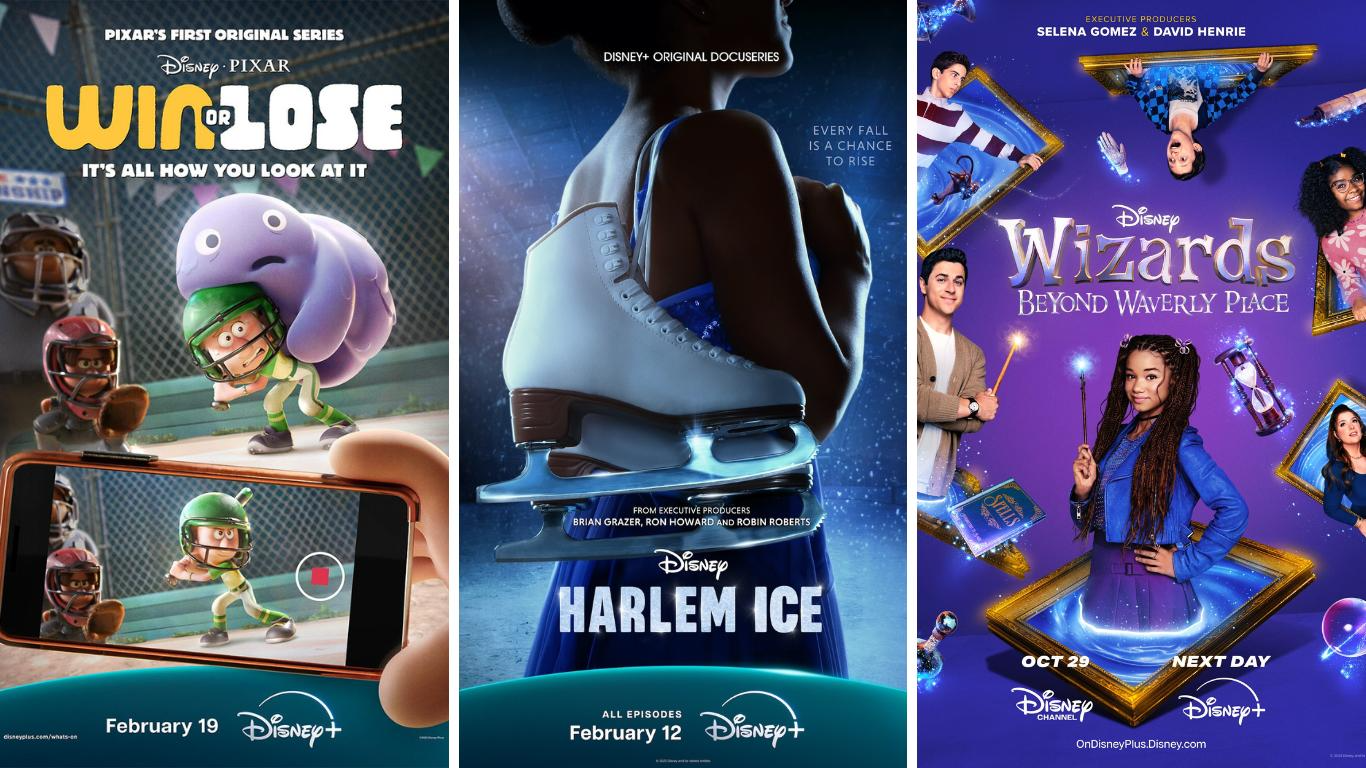 PIXAR'S FIRST ORIGINAL SERIES
Disney · PIXAR
WIN OR LOSE
IT'S ALL HOW YOU LOOK AT IT
NSHIP
February 19
Disney+
disneyplus.com/whats-on
DISNEY+ ORIGINAL DOCUSERIES
EVERY FALL
IS A CHANCE
TO RISE
FROM EXECUTIVE PRODUCERS
BRIAN GRAZER, RON HOWARD AND ROBIN ROBERTS
Disney
HARLEM ICE
ALL EPISODES
February 12
Disney+
EXECUTIVE PRODUCERS
SELENA GOMEZ & DAVID HENRIE
Disney
Wizards
BEYOND WAVERLY PLACE
SPELLS
OCT 29
NEXT DAY
Disney
CHANNEL
Disney+
OnDisneyPlus.Disney.com